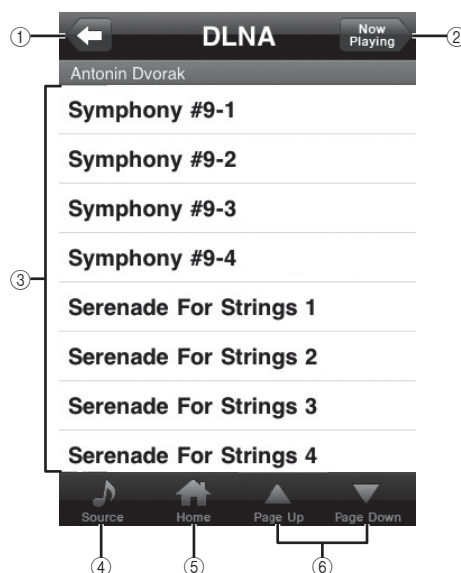 ① DLNA Now Playing ②
Antonin Dvorak
Symphony #9-1
Symphony #9-2
Symphony #9-3
③ Symphony #9-4
Serenade For Strings 1
Serenade For Strings 2
Serenade For Strings 3
Serenade For Strings 4
Source Home Page Up Page Down
④ ⑤ ⑥